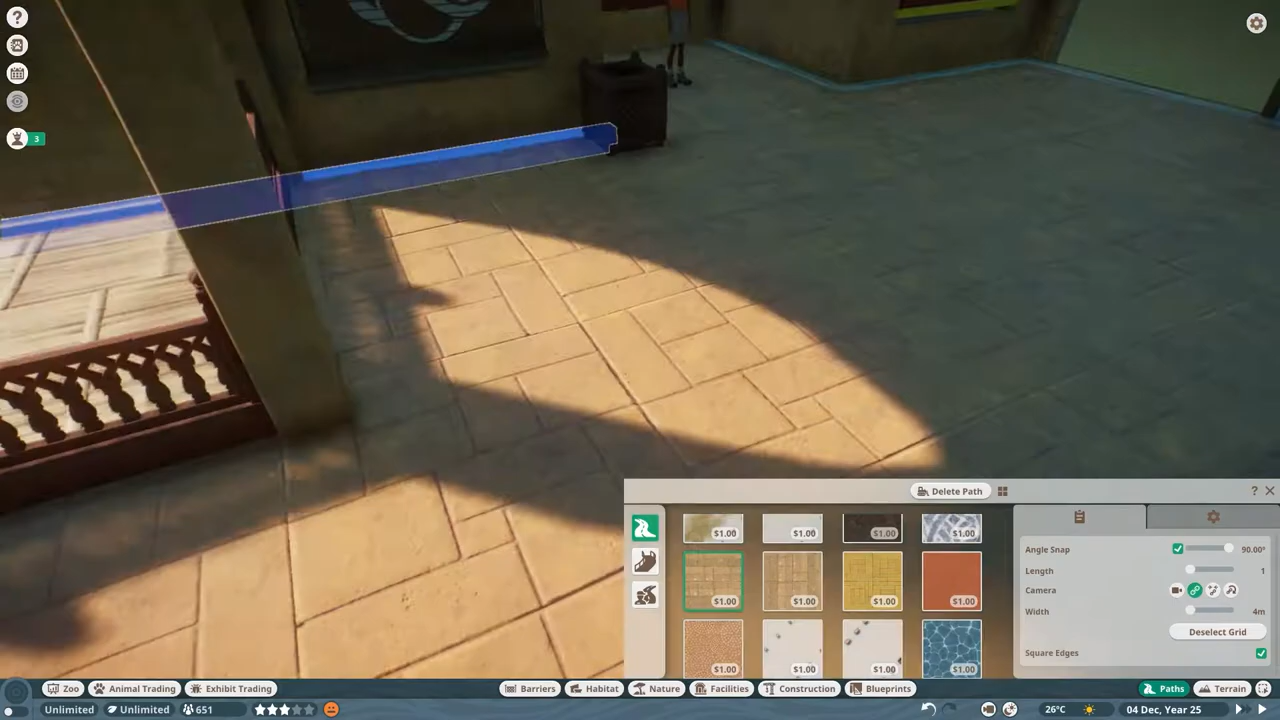 ?
3
Delete Path
?
$1.00 $1.00 $1.00 $1.00
$1.00 $1.00 $1.00 $1.00
$1.00 $1.00 $1.00 $1.00
Angle Snap 90.00°
Length 1
Camera
Width 4m
Deselect Grid
Square Edges
Zoo Animal Trading Exhibit Trading Barriers Habitat Nature Facilities Construction Blueprints Paths Terrain
Unlimited Unlimited 651 26°C 04 Dec, Year 25